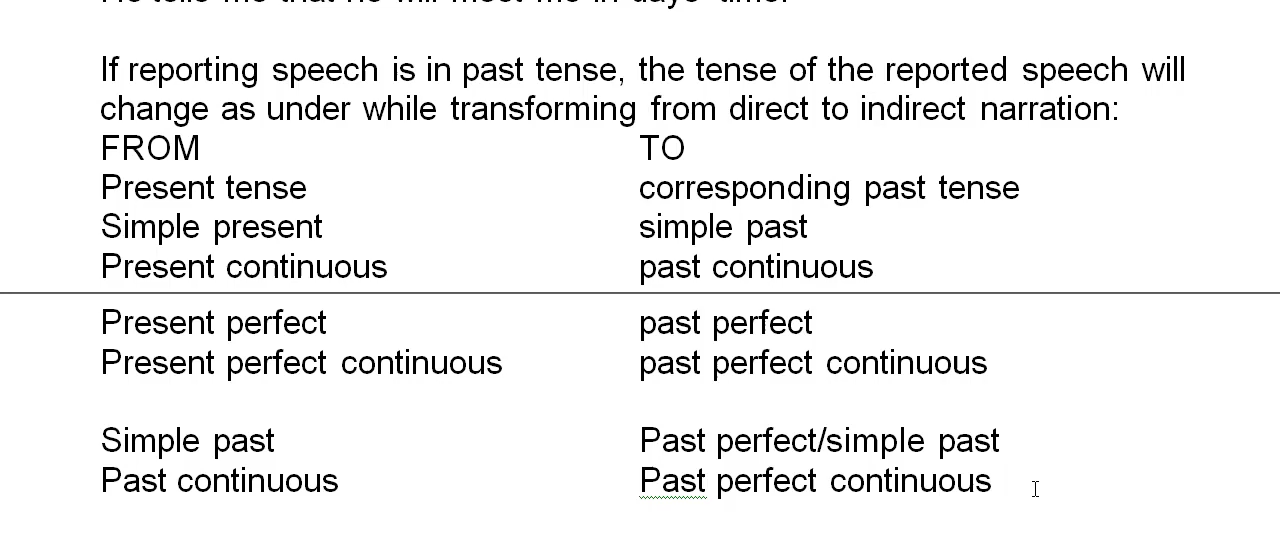 If reporting speech is in past tense, the tense of the reported speech will
change as under while transforming from direct to indirect narration:
FROM TO
Present tense corresponding past tense
Simple present simple past
Present continuous past continuous
Present perfect past perfect
Present perfect continuous past perfect continuous
Simple past Past perfect/simple past
Past continuous Past perfect continuous